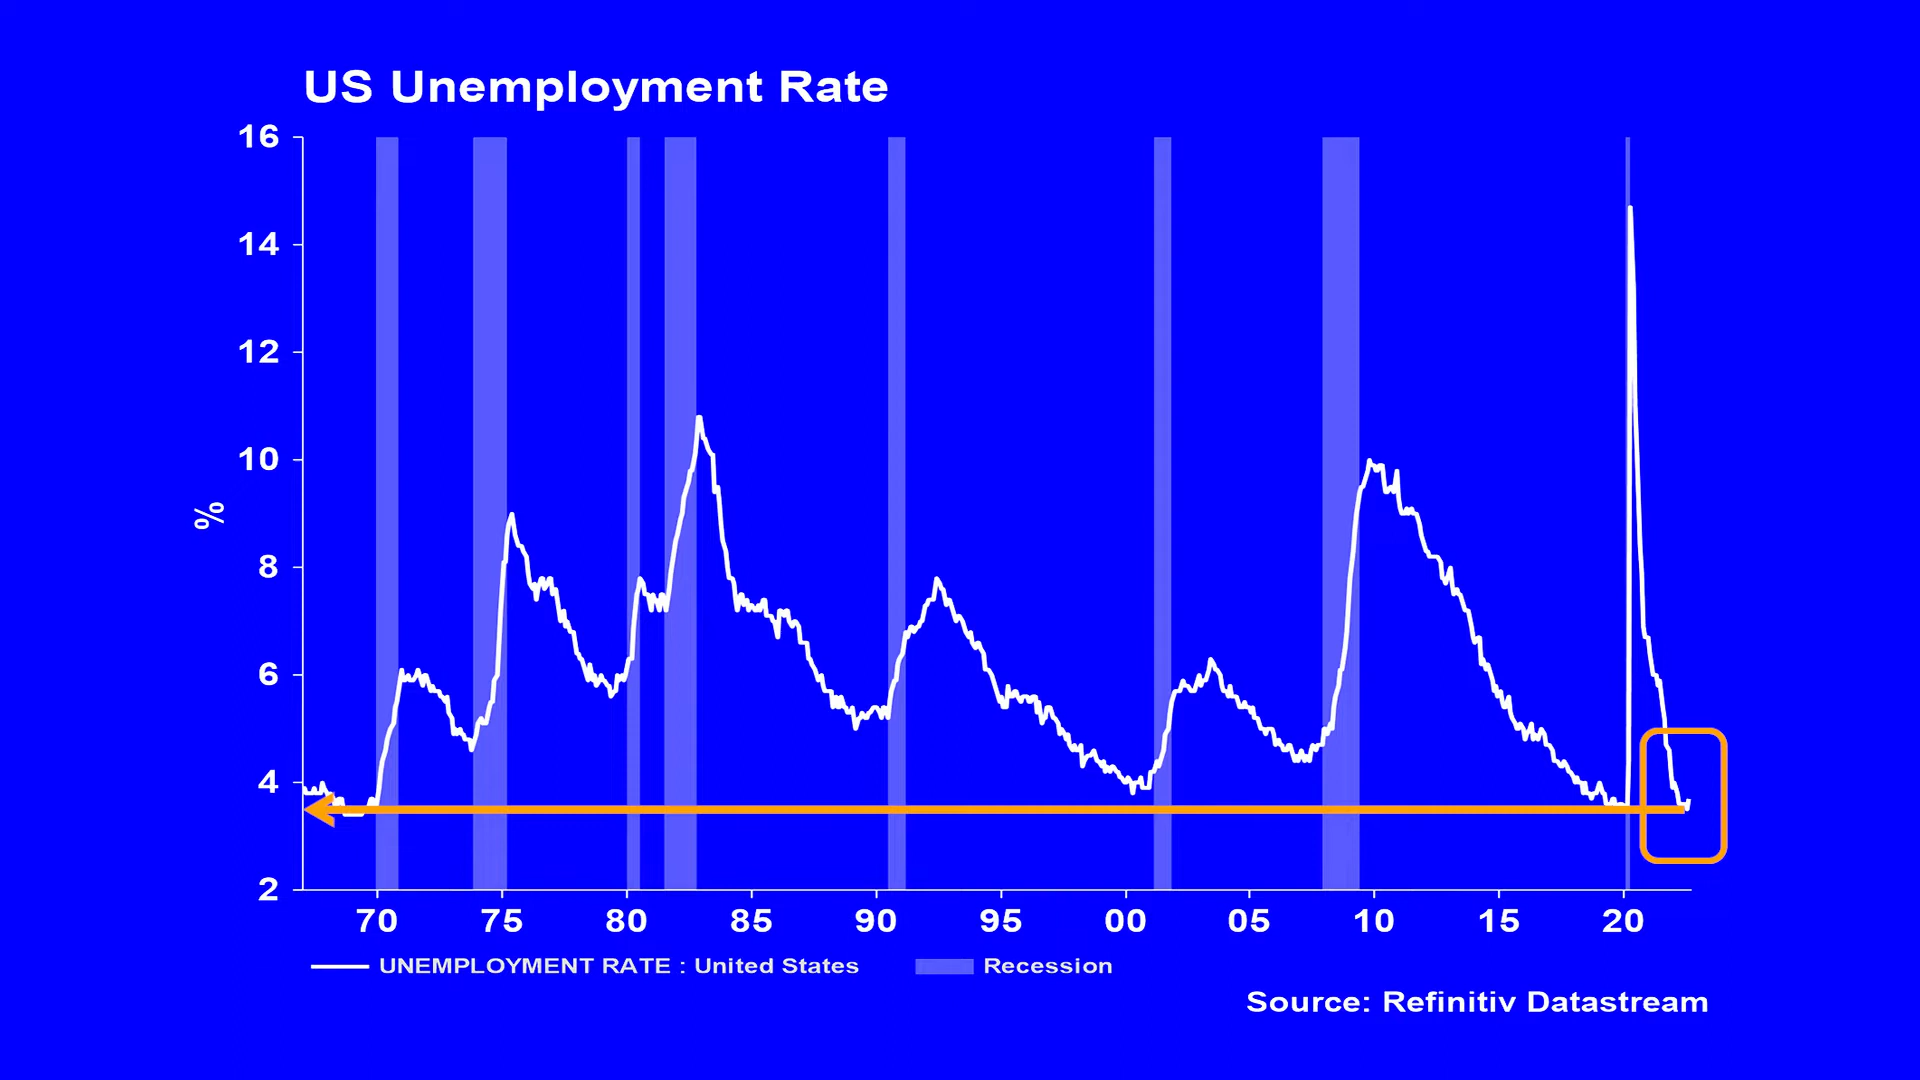 US Unemployment Rate
16
14
12
10
8
6
4
2
%
70 75 80 85 90 95 00 05 10 15 20
UNEMPLOYMENT RATE : United States Recession
Source: Refinitiv Datastream